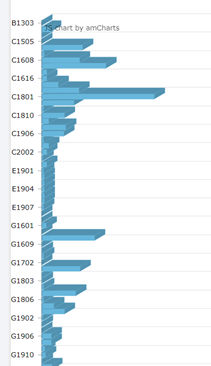 B1303
JS chart by amCharts
C1505
C1608
C1616
C1801
C1810
C1906
C2002
E1901
E1904
E1907
G1601
G1609
G1702
G1803
G1806
G1902
G1906
G1910